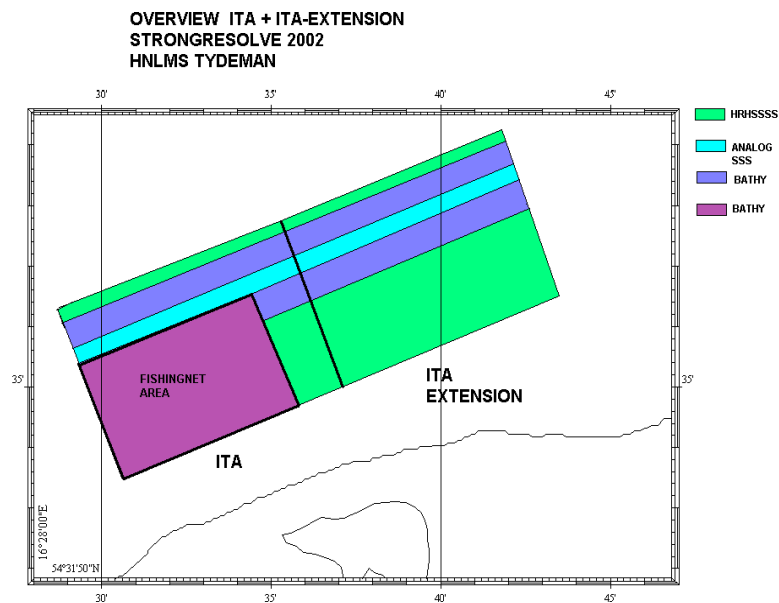 OVERVIEW ITA + ITA-EXTENSION
STRONGRESOLVE 2002
HNLMS TYDEMAN
30'
35'
40'
45'
HRHSSSS
ANALOG
SSS
BATHY
BATHY
35'
35'
FISHINGNET
AREA
ITA
EXTENSION
ITA
16°28'00"E
54°31'50"N
30'
35'
40'
45'